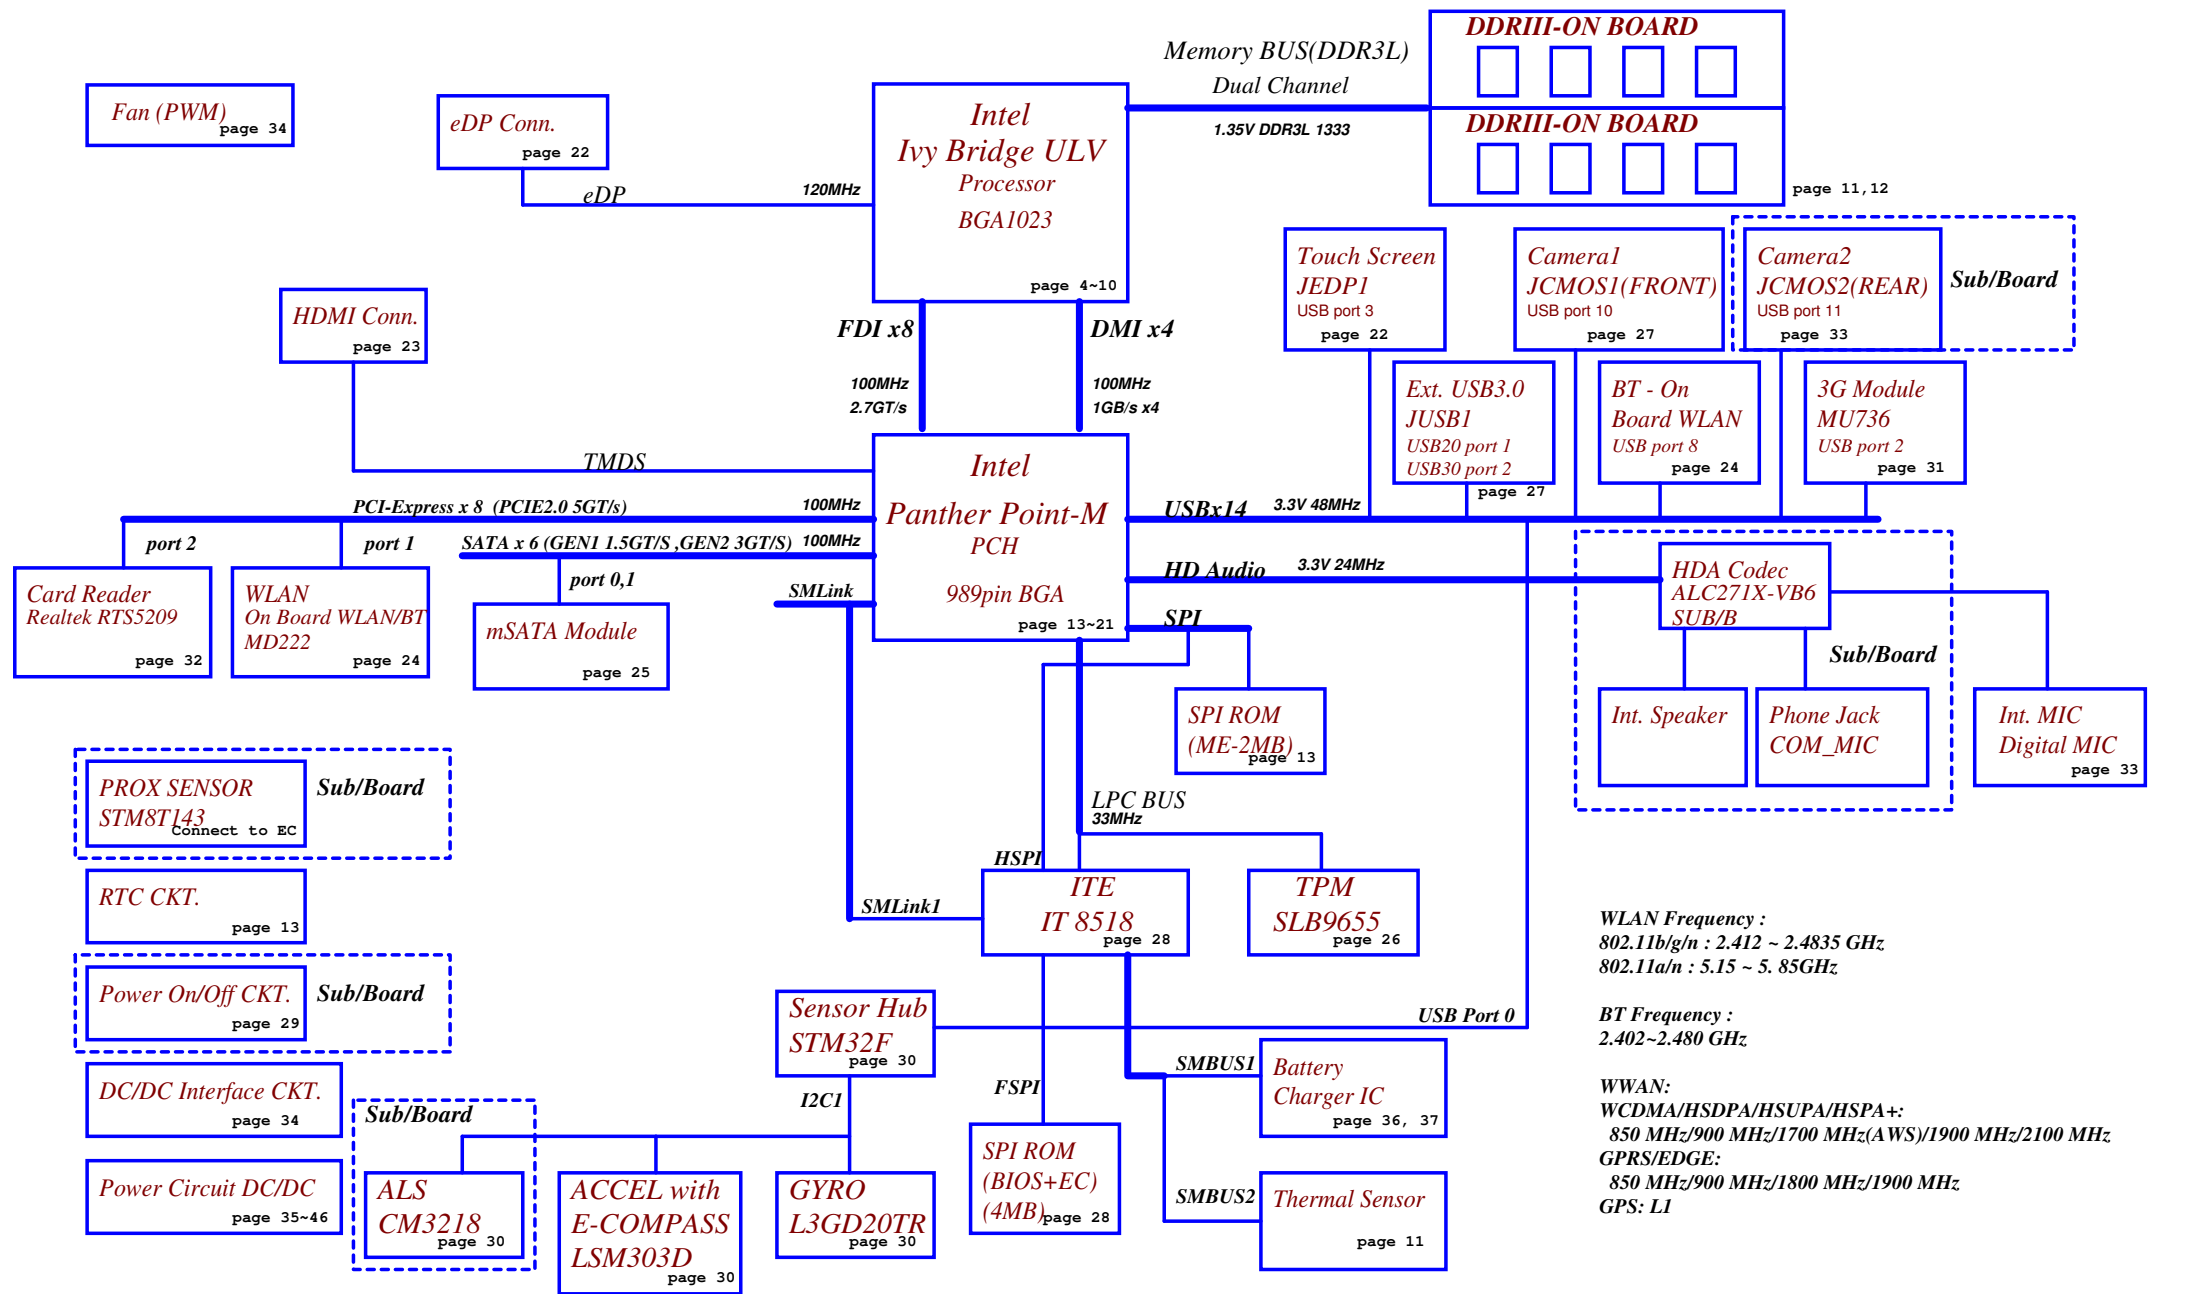 DDRIII-ON BOARD
Memory BUS(DDR3L)
Dual Channel
1.35V DDR3L 1333
DDRIII-ON BOARD
page 11,12
Fan (PWM)
page 34
eDP Conn.
page 22
eDP
120MHz
Intel
Ivy Bridge ULV
Processor
BGA1023
page 4~10
Touch Screen
JEDP1
USB port 3
page 22
Camera1
JCMOS1(FRONT)
USB port 10
page 27
Camera2
JCMOS2(REAR)
USB port 11
page 33
Sub/Board
HDMI Conn.
page 23
FDI x8
DMI x4
100MHz
2.7GT/s
100MHz
1GB/s x4
Ext. USB3.0
JUSB1
USB20 port 1
USB30 port 2
page 27
BT - On
Board WLAN
USB port 8
page 24
3G Module
MU736
USB port 2
page 31
TMDS
Intel
Panther Point-M
PCH
989pin BGA
page 13~21
PCI-Express x 8 (PCIE2.0 5GT/s)
100MHz
USBx14
3.3V 48MHz
port 2
port 1
SATA x 6 (GEN1 1.5GT/S ,GEN2 3GT/S)
100MHz
port 0,1
HD Audio
3.3V 24MHz
SMLink
SPI
Card Reader
Realtek RTS5209
page 32
WLAN
On Board WLAN/BT
MD222
page 24
mSATA Module
page 25
HDA Codec
ALC271X-VB6
SUB/B
Sub/Board
Int. Speaker
Phone Jack
COM_MIC
Int. MIC
Digital MIC
page 33
SPI ROM
(ME-2MB)
page 13
PROX SENSOR
STM8T143
Connect to EC
Sub/Board
LPC BUS
33MHz
HSPI
RTC CKT.
page 13
SMLink1
ITE
IT 8518
page 28
TPM
SLB9655
page 26
WLAN Frequency :
802.11b/g/n : 2.412 ~ 2.4835 GHz
802.11a/n : 5.15 ~ 5. 85GHz
BT Frequency :
2.402~2.480 GHz
WWAN:
WCDMA/HSDPA/HSUPA/HSPA+:
850 MHz/900 MHz/1700 MHz(AWS)/1900 MHz/2100 MHz
GPRS/EDGE:
850 MHz/900 MHz/1800 MHz/1900 MHz
GPS: L1
Power On/Off CKT.
page 29
Sub/Board
Sensor Hub
STM32F
page 30
USB Port 0
DC/DC Interface CKT.
page 34
I2C1
FSPI
SMBUS1
Battery
Charger IC
page 36, 37
Sub/Board
Power Circuit DC/DC
page 35~46
ALS
CM3218
page 30
ACCEL with
E-COMPASS
LSM303D
page 30
GYRO
L3GD20TR
page 30
SPI ROM
(BIOS+EC)
(4MB)
page 28
SMBUS2
Thermal Sensor
page 11